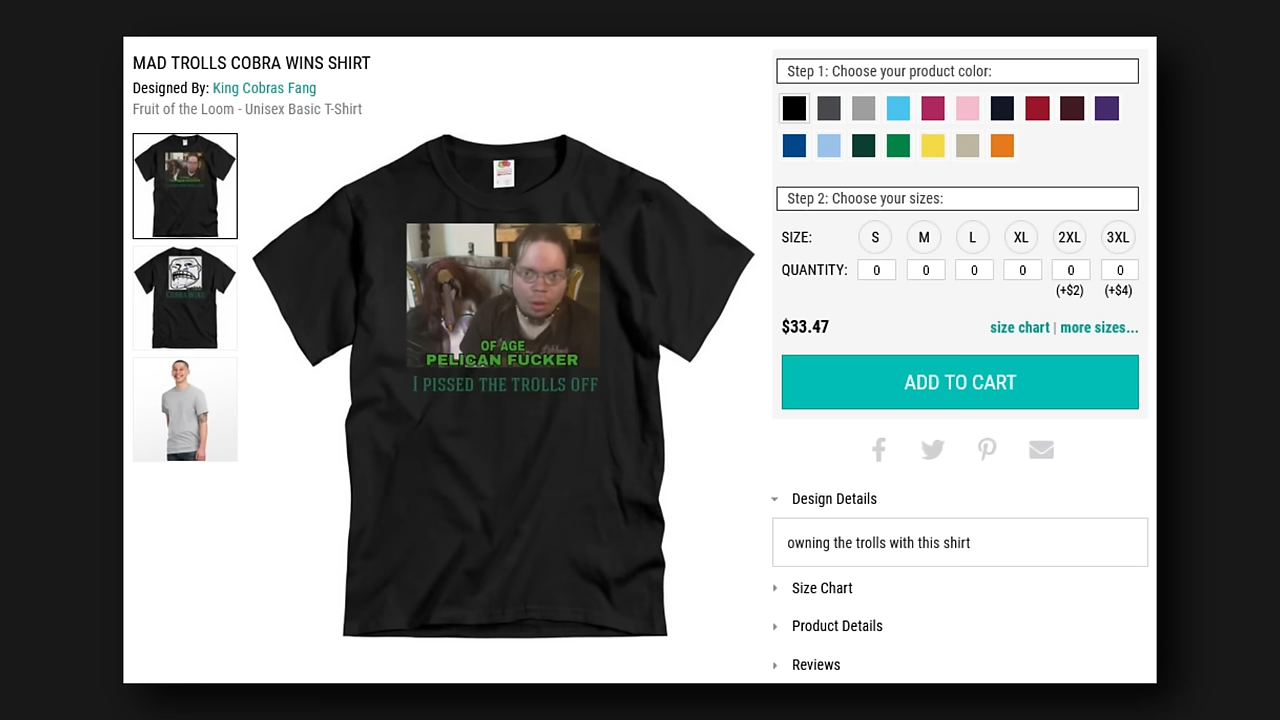 MAD TROLLS COBRA WINS SHIRT
Designed By: King Cobras Fang
Fruit of the Loom - Unisex Basic T-Shirt
OF AGE
PELICAN FUCKER
I PISSED THE TROLLS OFF
COBRA WINS
Step 1: Choose your product color:
Step 2: Choose your sizes:
SIZE: S M L XL 2XL 3XL
QUANTITY: 0 0 0 0 0 0
(+$2) (+$4)
$33.47
size chart | more sizes...
ADD TO CART
Design Details
owning the trolls with this shirt
Size Chart
Product Details
Reviews